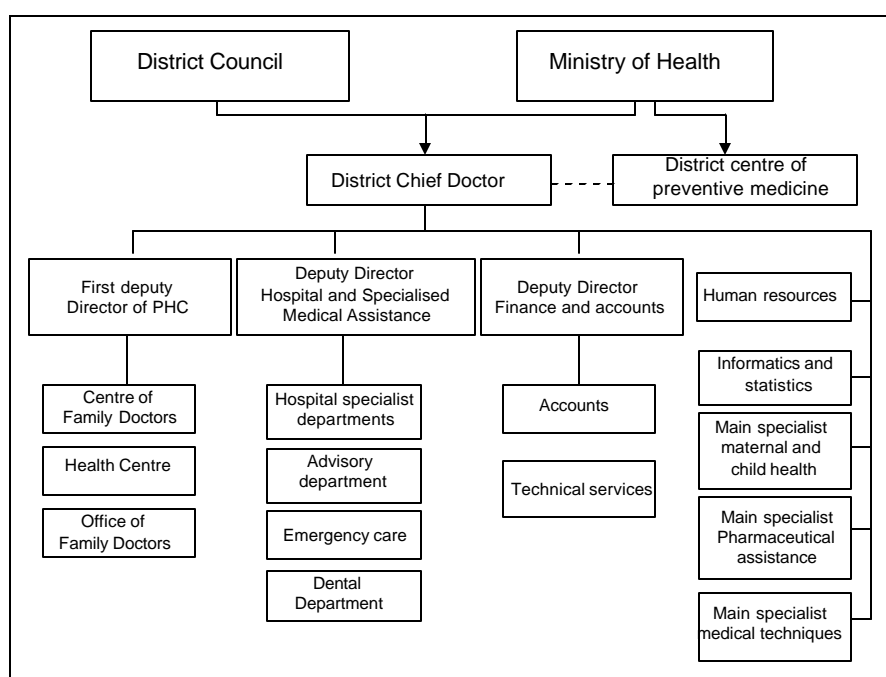 District Council
Ministry of Health
District Chief Doctor
District centre of
preventive medicine
First deputy
Director of PHC
Deputy Director
Hospital and Specialised
Medical Assistance
Deputy Director
Finance and accounts
Human resources
Centre of
Family Doctors
Health Centre
Office of
Family Doctors
Hospital specialist
departments
Advisory
department
Emergency care
Dental
Department
Accounts
Technical services
Informatics and
statistics
Main specialist
maternal and
child health
Main specialist
Pharmaceutical
assistance
Main specialist
medical techniques